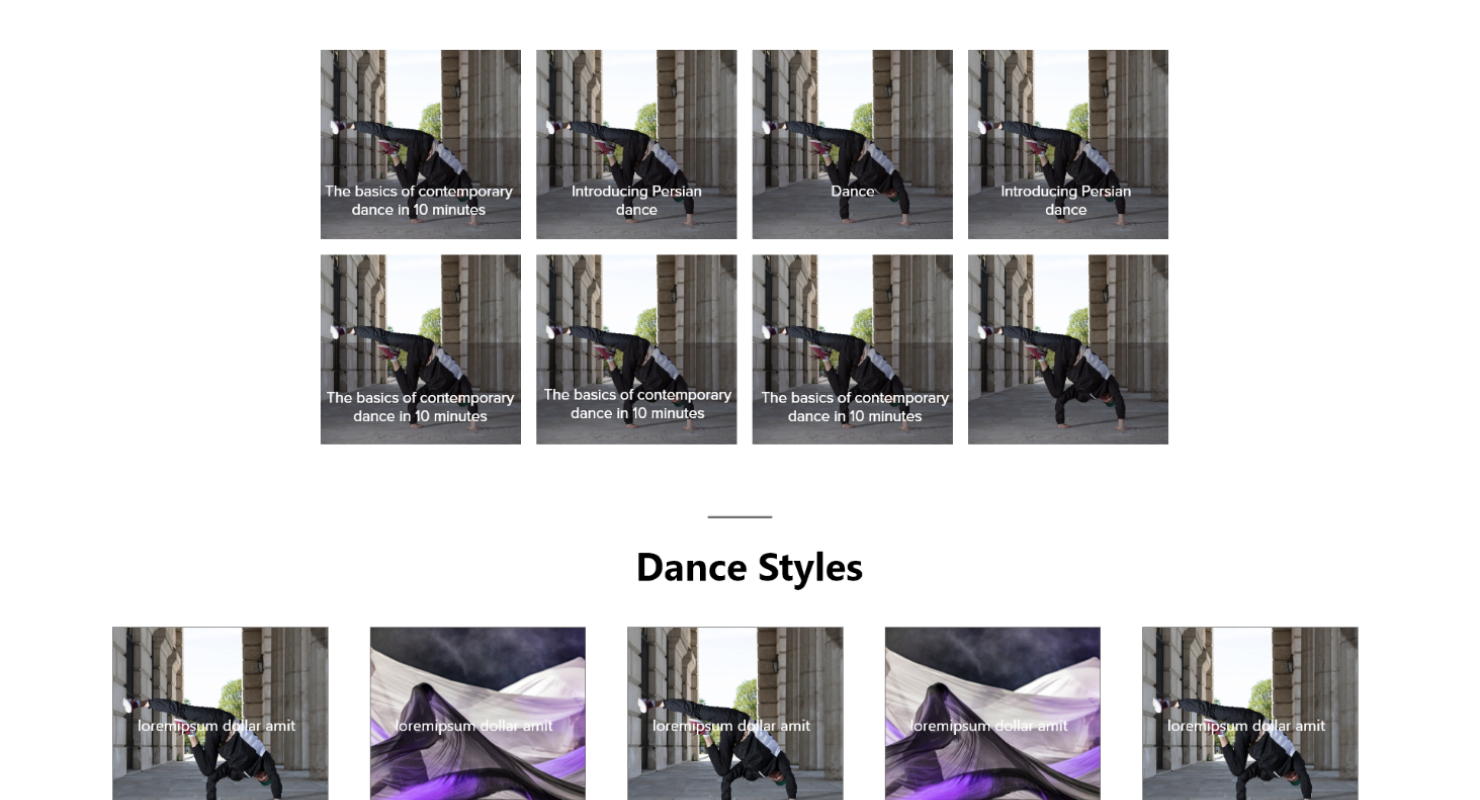 The basics of contemporary
dance in 10 minutes
Introducing Persian
dance
Dance
Introducing Persian
dance
The basics of contemporary
dance in 10 minutes
The basics of contemporary
dance in 10 minutes
The basics of contemporary
dance in 10 minutes
Dance Styles
loremipsum dollar amit
loremipsum dollar amit
loremipsum dollar amit
loremipsum dollar amit
loremipsum dollar amit